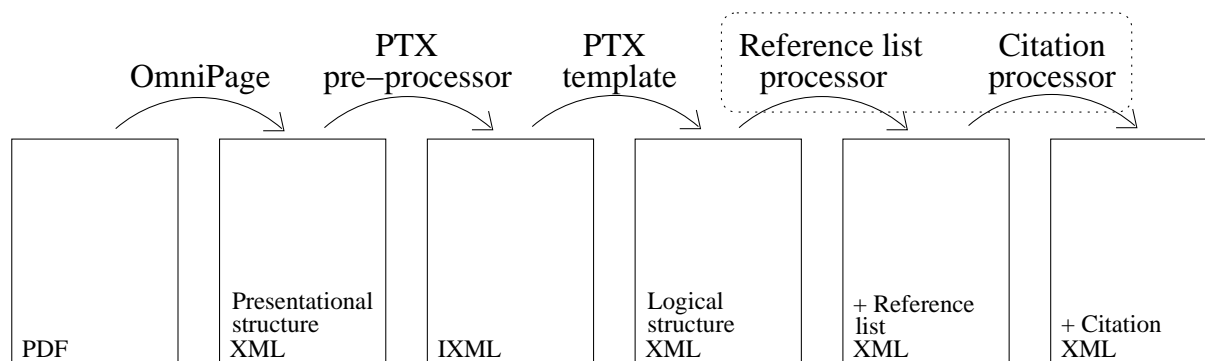 OmniPage
PTX
pre−processor
PTX
template
Reference list
processor
Citation
processor
PDF
Presentational
structure
XML
IXML
Logical
structure
XML
+ Reference
list
XML
+ Citation
XML